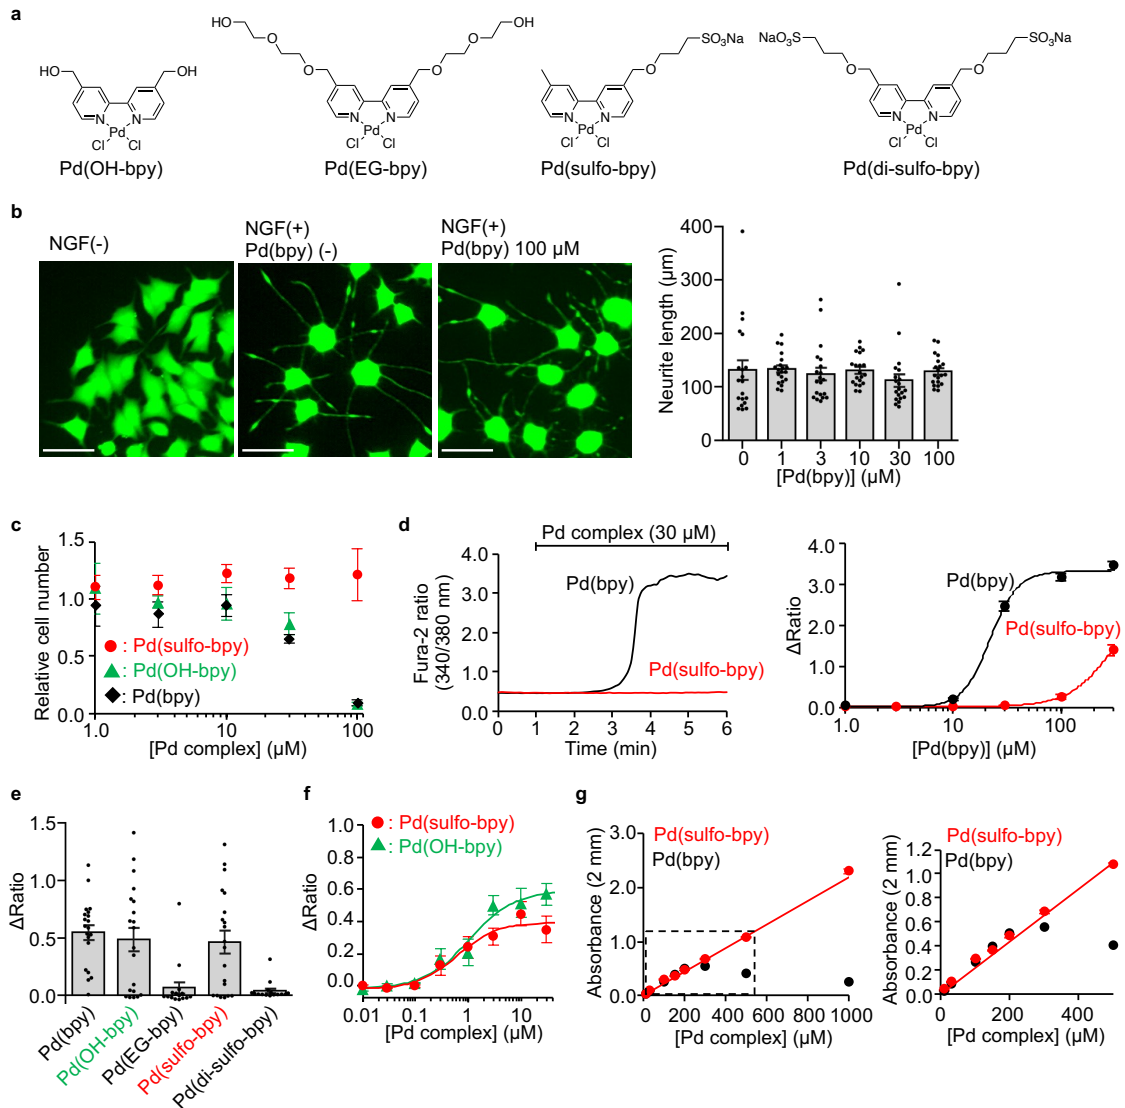 a
HO
OH
N
N
Pd
Cl
Cl
Pd(OH-bpy)
HO
OH
O
O
O
O
N
N
Pd
Cl
Cl
Pd(EG-bpy)
SO3Na
O
N
N
Pd
Cl
Cl
Pd(sulfo-bpy)
NaO3S
SO3Na
O
O
N
N
Pd
Cl
Cl
Pd(di-sulfo-bpy)
b
NGF(-)
NGF(+)
Pd(bpy) (-)
NGF(+)
Pd(bpy) 100 µM
Neurite length (µm)
400
300
200
100
0
0 1 3 10 30 100
[Pd(bpy)] (µM)
c
Relative cell number
1.5
1.0
0.5
0.0
: Pd(sulfo-bpy)
: Pd(OH-bpy)
: Pd(bpy)
1.0 10 100
[Pd complex] (µM)
d
Pd complex (30 µM)
Fura-2 ratio
(340/380 nm)
4.0
3.0
2.0
1.0
0.0
Pd(bpy)
Pd(sulfo-bpy)
0 1 2 3 4 5 6
Time (min)
ΔRatio
4.0
3.0
2.0
1.0
0.0
Pd(bpy)
Pd(sulfo-bpy)
1.0 10 100
[Pd(bpy)] (µM)
e
ΔRatio
1.5
1.0
0.5
0.0
Pd(bpy)
Pd(OH-bpy)
Pd(EG-bpy)
Pd(sulfo-bpy)
Pd(di-sulfo-bpy)
f
: Pd(sulfo-bpy)
: Pd(OH-bpy)
ΔRatio
1.0
0.8
0.6
0.4
0.2
0.0
0.01 0.1 1 10
[Pd complex] (µM)
g
Absorbance (2 mm)
3.0
2.0
1.0
0.0
Pd(sulfo-bpy)
Pd(bpy)
0 200 400 600 800 1000
[Pd complex] (µM)
Absorbance (2 mm)
1.2
1.0
0.8
0.6
0.4
0.2
0.0
Pd(sulfo-bpy)
Pd(bpy)
0 200 400
[Pd complex] (µM)